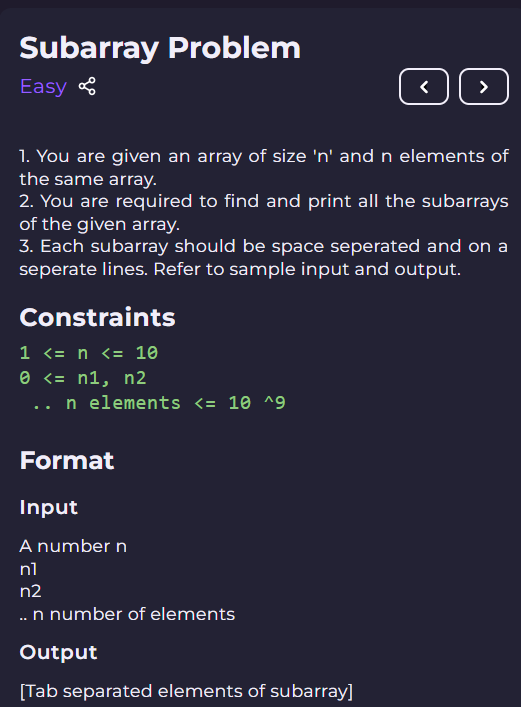 Subarray Problem
Easy
1. You are given an array of size 'n' and n elements of
the same array.
2. You are required to find and print all the subarrays
of the given array.
3. Each subarray should be space seperated and on a
seperate lines. Refer to sample input and output.
Constraints
1 <= n <= 10
0 <= n1, n2
.. n elements <= 10 ^9
Format
Input
A number n
n1
n2
.. n number of elements
Output
[Tab separated elements of subarray]